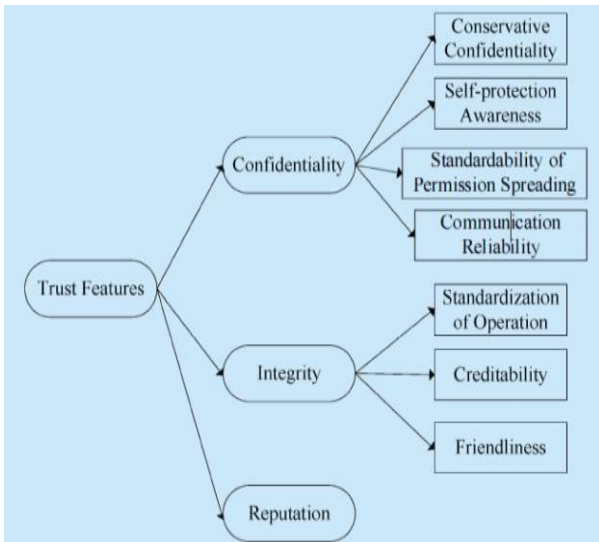 Conservative
Confidentiality
Self-protection
Awareness
Confidentiality
Standardability of
Permission Spreading
Communication
Reliability
Trust Features
Standardization
of Operation
Integrity
Creditability
Friendliness
Reputation